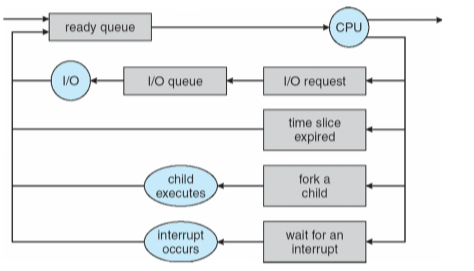 ready queue
CPU
I/O
I/O queue
I/O request
time slice
expired
child
executes
fork a
child
interrupt
occurs
wait for an
interrupt